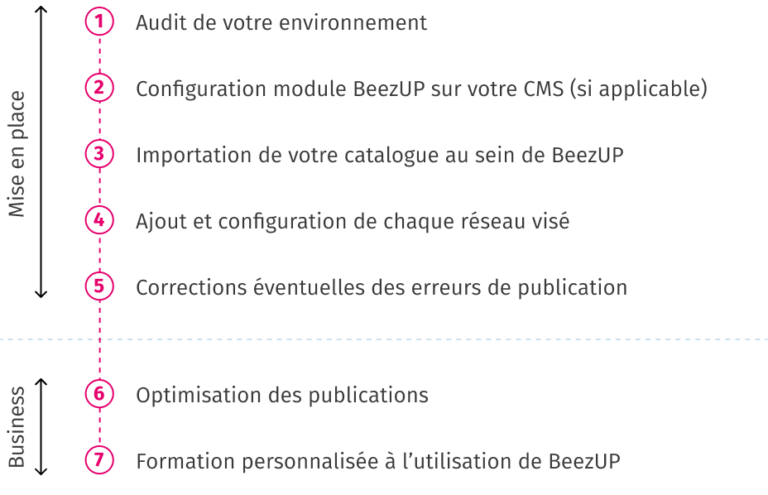 Mise en place
1 Audit de votre environnement
2 Configuration module BeezUP sur votre CMS (si applicable)
3 Importation de votre catalogue au sein de BeezUP
4 Ajout et configuration de chaque réseau visé
5 Corrections éventuelles des erreurs de publication
Business
6 Optimisation des publications
7 Formation personnalisée à l’utilisation de BeezUP